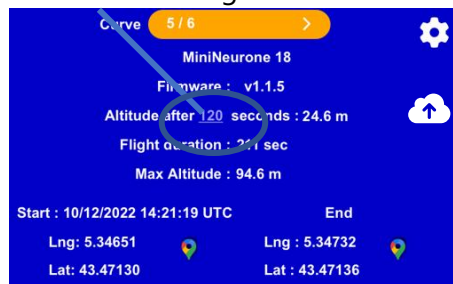 Curve 5 / 6 >
MiniNeurone 18
Firmware : v1.1.5
Altitude after 120 seconds : 24.6 m
Flight duration : 211 sec
Max Altitude : 94.6 m
Start : 10/12/2022 14:21:19 UTC End
Lng: 5.34651 Lng : 5.34732
Lat: 43.47130 Lat : 43.47136